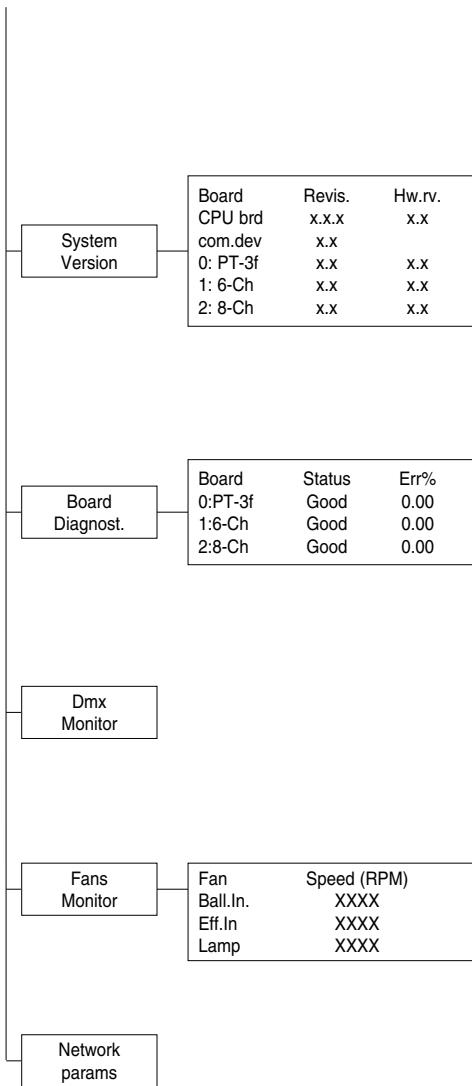 System
Version
Board Revis. Hw.rv.
CPU brd x.x.x x.x
com.dev x.x
0: PT-3f x.x x.x
1: 6-Ch x.x x.x
2: 8-Ch x.x x.x
Board
Diagnost.
Board Status Err%
0:PT-3f Good 0.00
1:6-Ch Good 0.00
2:8-Ch Good 0.00
Dmx
Monitor
Fans
Monitor
Fan Speed (RPM)
Ball.In. XXXX
Eff.In XXXX
Lamp XXXX
Network
params